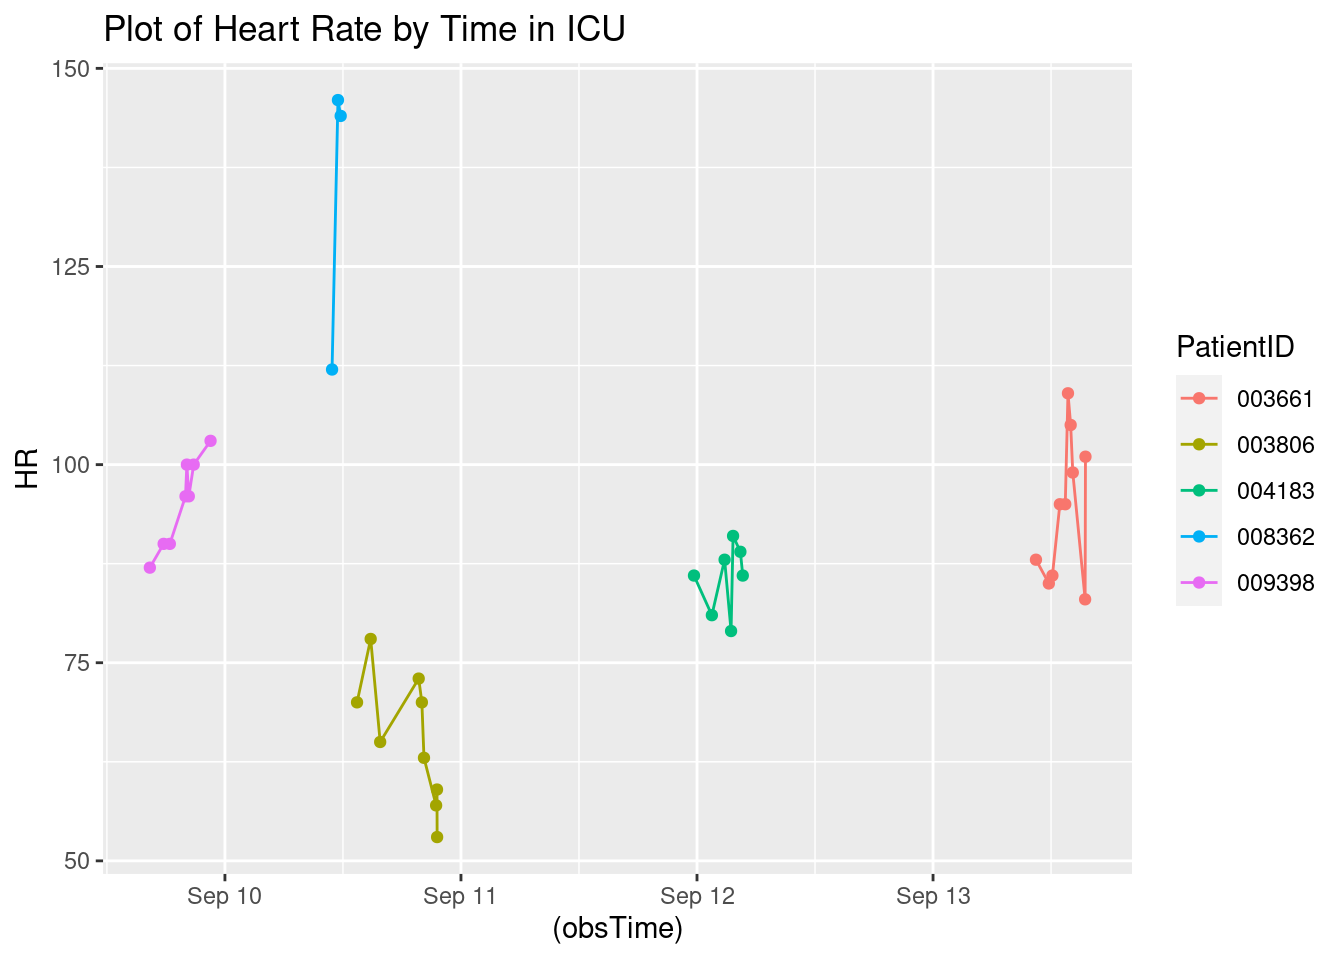 Plot of Heart Rate by Time in ICU
150
125
100
75
50
HR
Sep 10
Sep 11
Sep 12
Sep 13
(obsTime)
PatientID
003661
003806
004183
008362
009398